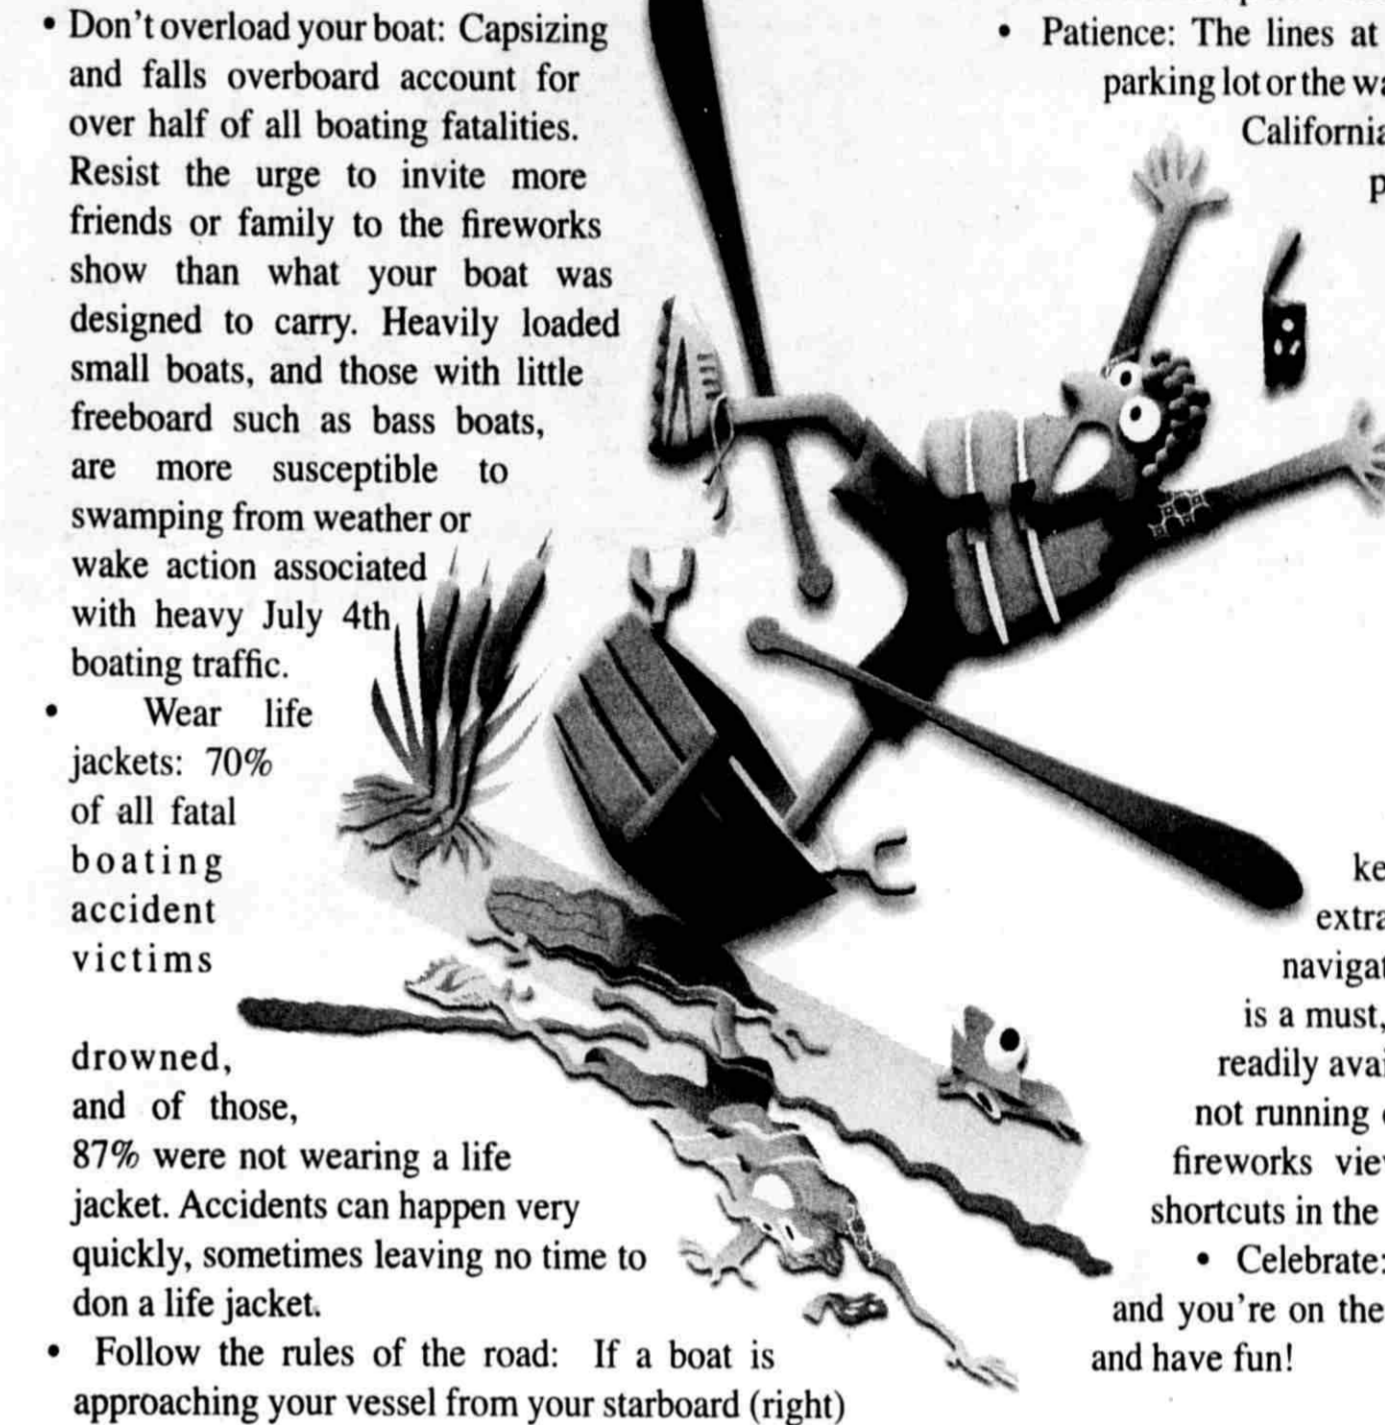 • Don't overload your boat: Capsizing
and falls overboard account for
over half of all boating fatalities.
Resist the urge to invite more
friends or family to the fireworks
show than what your boat was
designed to carry. Heavily loaded
small boats, and those with little
freeboard such as bass boats,
are more susceptible to
swamping from weather or
wake action associated
with heavy July 4th
boating traffic.
• Wear life
jackets: 70%
of all fatal
boating
accident
victims
drowned,
and of those,
87% were not wearing a life
jacket. Accidents can happen very
quickly, sometimes leaving no time to
don a life jacket.
• Follow the rules of the road: If a boat is
approaching your vessel from your starboard (right)
• Patience: The lines at
parking lot or the
California
extra
is a must,
readily
not running
fireworks
shortcuts in the
• Celebrate:
and you're on the
and have fun!